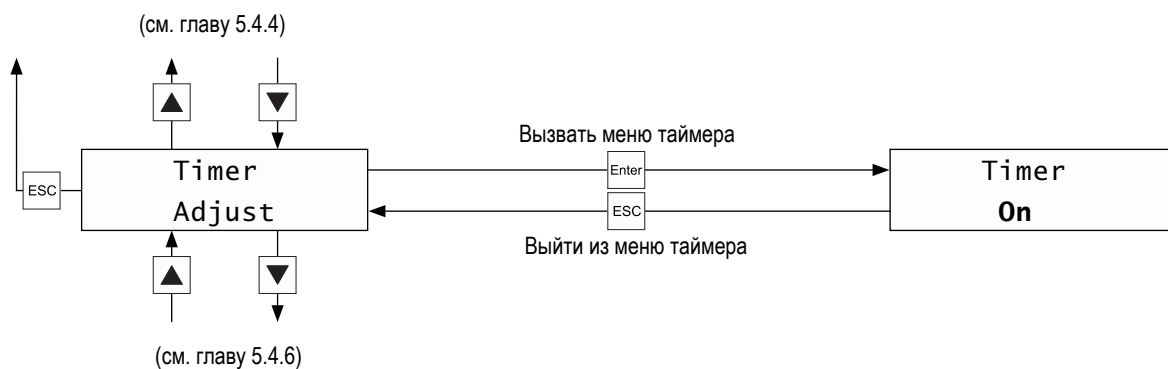 (см. главу 5.4.4)
Вызвать меню таймера
Enter
ESC
Timer
Adjust
ESC
Timer
On
Выйти из меню таймера
(см. главу 5.4.6)